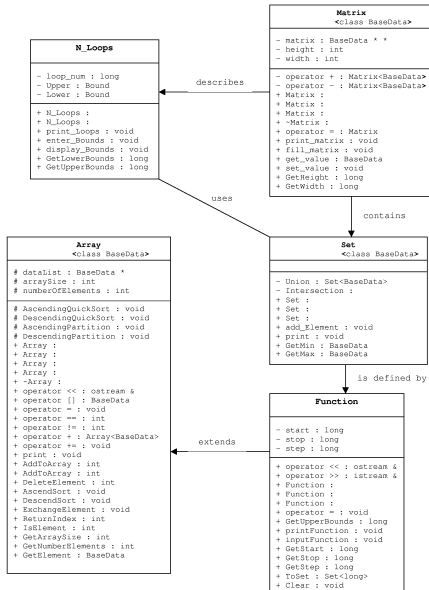 N_Loops
- loop_num : long
- Upper : Bound
- Lower : Bound
+ N_Loops :
+ N_Loops :
+ print_Loops : void
+ enter_Bounds : void
+ display_Bounds : void
+ GetLowerBounds : long
+ GetUpperBounds : long
describes
Matrix
<class BaseData>
- matrix : BaseData * *
- height : int
- width : int
- operator + : Matrix<BaseData>
- operator - : Matrix<BaseData>
+ Matrix :
+ Matrix :
+ Matrix :
+ ~Matrix :
+ operator = : Matrix
+ print_matrix : void
+ fill_matrix : void
+ get_value : BaseData
+ set_value : void
+ GetHeight : long
+ GetWidth : long
uses
contains
Array
<class BaseData>
# dataList : BaseData *
# arraySize : int
# numberOfElements : int
# AscendingQuickSort : void
# DescendingQuickSort : void
# AscendingPartition : void
# DescendingPartition : void
+ Array :
+ Array :
+ Array :
+ Array :
+ ~Array :
+ operator << : ostream &
+ operator [] : BaseData
+ operator = : void
+ operator == : int
+ operator != : int
+ operator + : Array<BaseData>
+ operator += : void
+ print : void
+ AddToArray : int
+ AddToArray : int
+ DeleteElement : int
+ AscendSort : void
+ DescendSort : void
+ ExchangeElement : void
+ ReturnIndex : int
+ IsElement : int
+ GetArraySize : int
+ GetNumberElements : int
+ GetElement : BaseData
Set
<class BaseData>
- Union : Set<BaseData>
- Intersection :
+ Set :
+ Set :
+ Set :
+ add_Element : void
+ print : void
+ GetMin : BaseData
+ GetMax : BaseData
is defined by
extends
Function
- start : long
- stop : long
- step : long
+ operator << : ostream &
+ operator >> : istream &
+ Function :
+ Function :
+ Function :
+ operator = : void
+ GetUpperBounds : long
+ printFunction : void
+ inputFunction : void
+ GetStart : long
+ GetStop : long
+ GetStep : long
+ ToSet : Set<long>
+ Clear : void